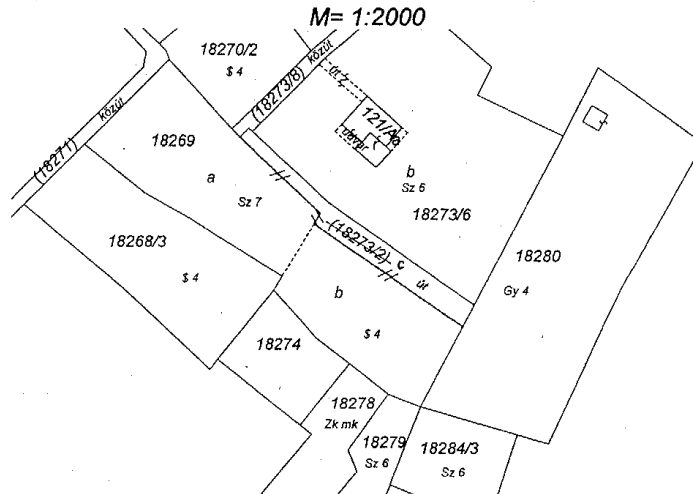 M= 1:2000
18270/2
$ 4
(18273/8)
közút
út 2
(18271)
közút
18269
a
Sz 7
121/A
udvar
b
Sz 6
18273/6
18268/3
$ 4
(18273/2)
c
út
18280
Gy 4
b
$ 4
18274
18278
Zk mk
18279
Sz 6
18284/3
Sz 6